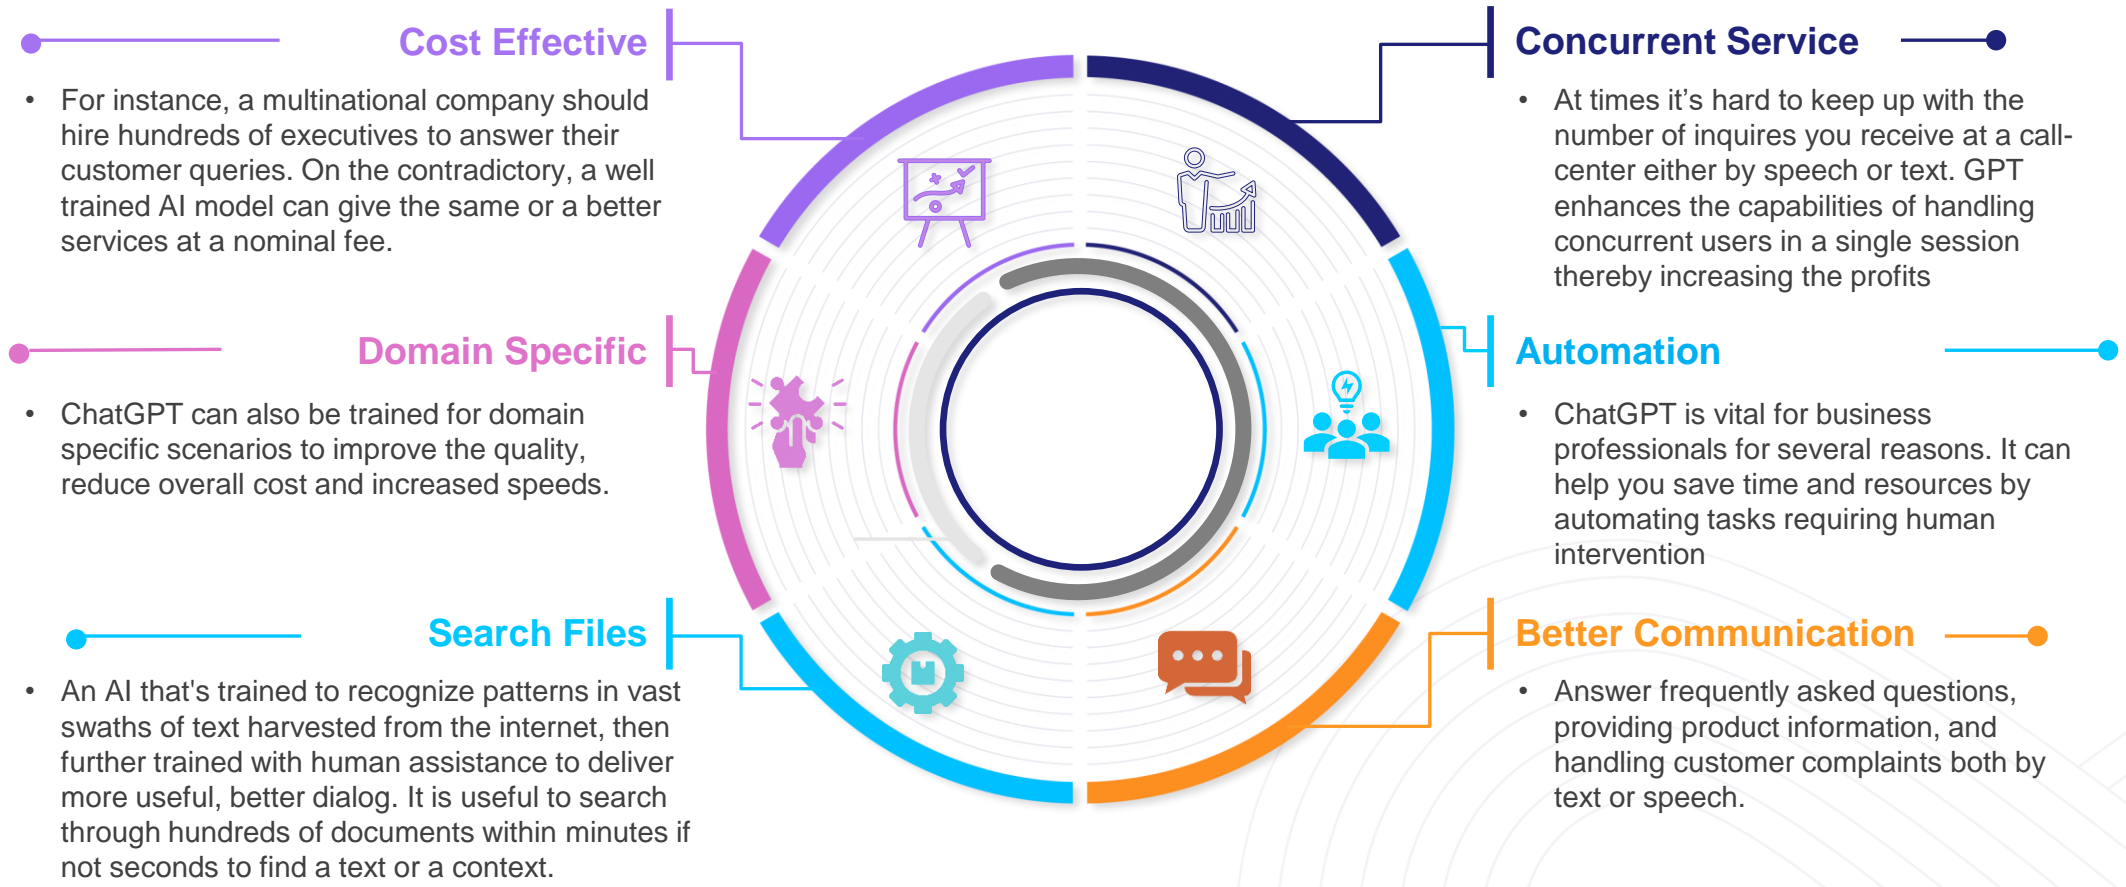 Cost Effective
• For instance, a multinational company should
hire hundreds of executives to answer their
customer queries. On the contradictory, a well
trained AI model can give the same or a better
services at a nominal fee.
Domain Specific
• ChatGPT can also be trained for domain
specific scenarios to improve the quality,
reduce overall cost and increased speeds.
Search Files
• An AI that's trained to recognize patterns in vast
swaths of text harvested from the internet, then
further trained with human assistance to deliver
more useful, better dialog. It is useful to search
through hundreds of documents within minutes if
not seconds to find a text or a context.
Concurrent Service
• At times it’s hard to keep up with the
number of inquires you receive at a call-
center either by speech or text. GPT
enhances the capabilities of handling
concurrent users in a single session
thereby increasing the profits
Automation
• ChatGPT is vital for business
professionals for several reasons. It can
help you save time and resources by
automating tasks requiring human
intervention
Better Communication
• Answer frequently asked questions,
providing product information, and
handling customer complaints both by
text or speech.